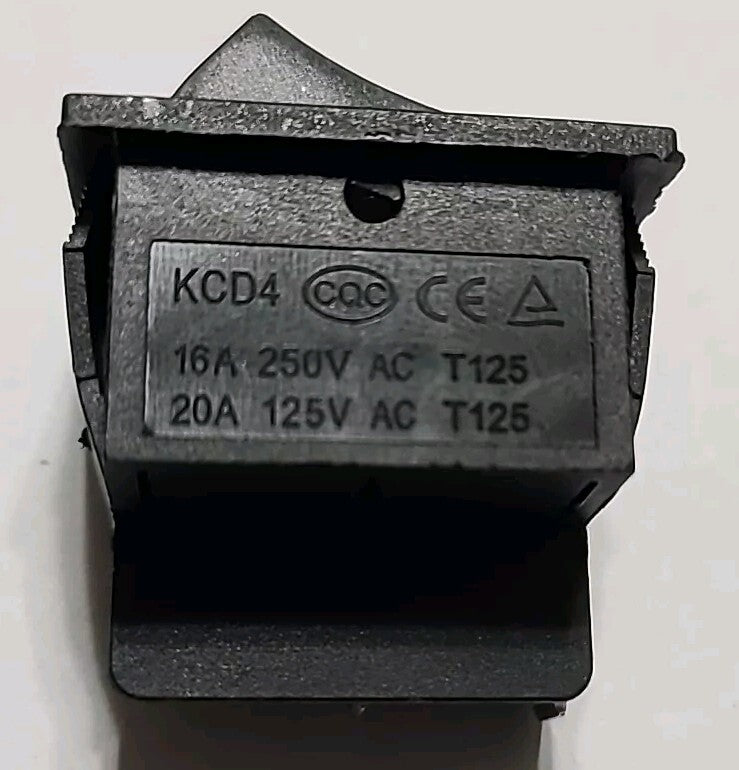 KCD4 CQC CE
16A 250V AC T125
20A 125V AC T125